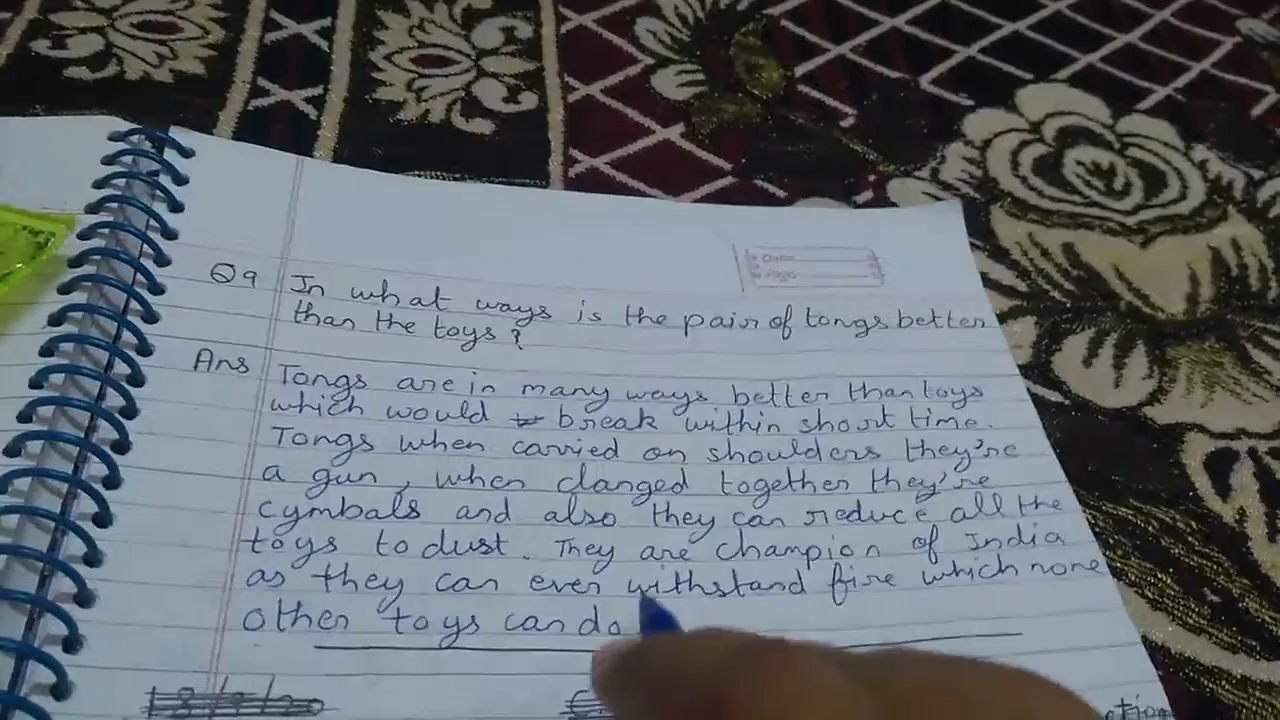 Date
Page
Q9 In what ways is the pair of tongs better
than the toys?
Ans Tongs are in many ways better than toys
which would break within short time.
Tongs when carried on shoulders they're
a gun, when clanged together they're
cymbals and also they can reduce all the
toys to dust. They are champion of India
as they can ever withstand fire which none
other toys can do